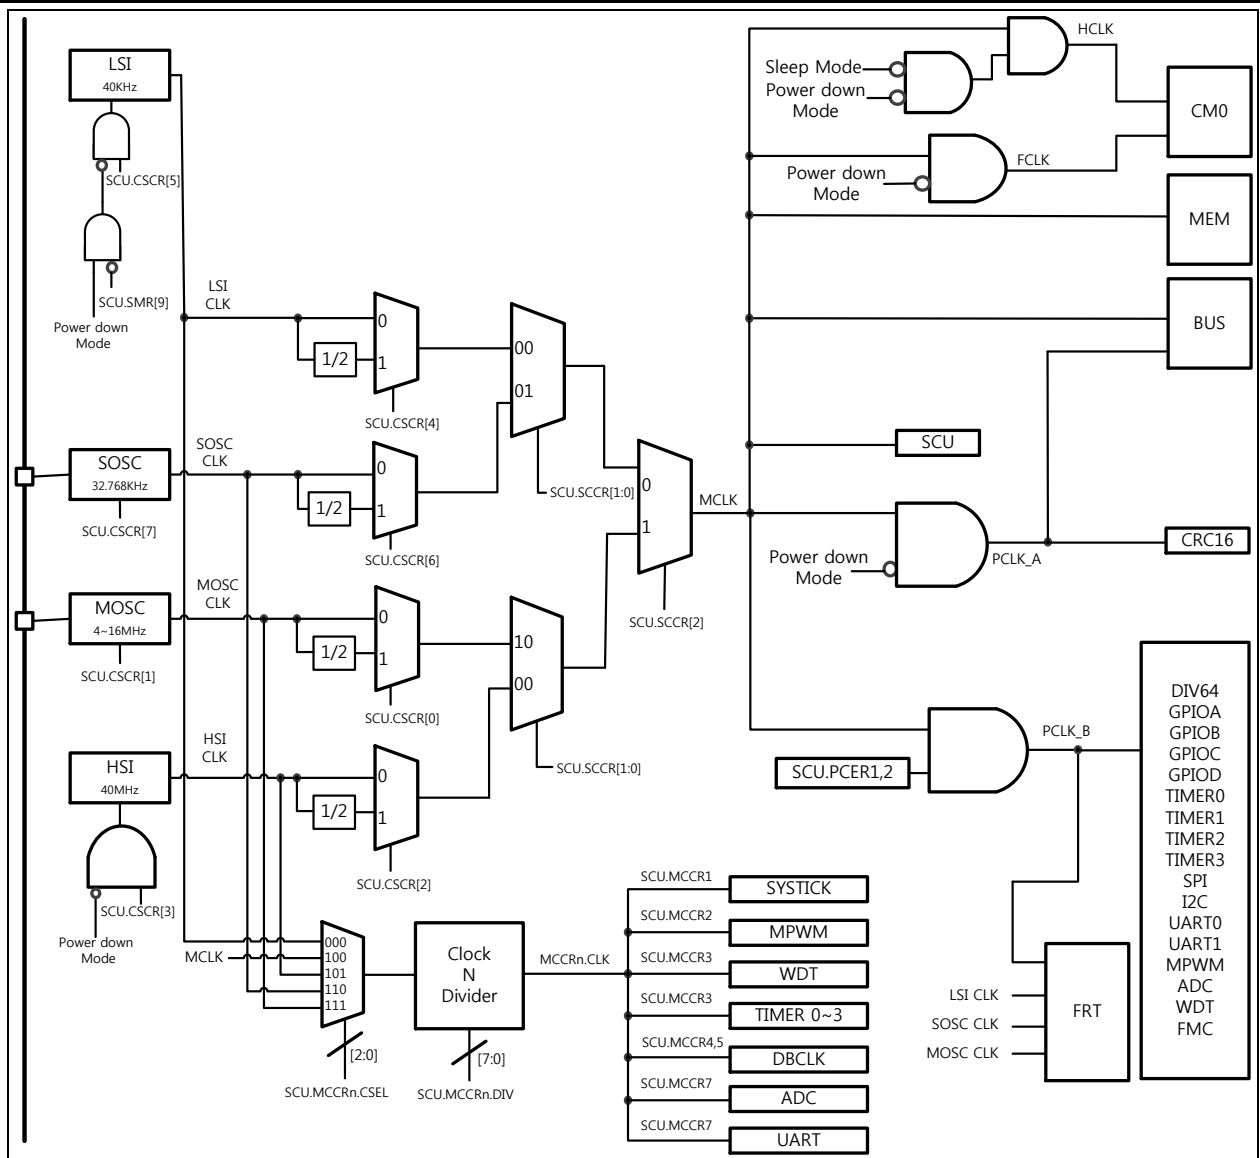 LSI
40KHz
SCU.CSCR[5]
SCU.SMR[9]
Power down
Mode
LSI
CLK
0
1/2
1
SCU.CSCR[4]
00
01
SCU.SCCR[1:0]
SOSC
32.768KHz
SCU.CSCR[7]
SOSC
CLK
0
1/2
1
SCU.CSCR[6]
0
1
SCU.SCCR[2]
MCLK
MOSC
4~16MHz
SCU.CSCR[1]
MOSC
CLK
0
1/2
1
SCU.CSCR[0]
10
00
SCU.SCCR[1:0]
HSI
40MHz
SCU.CSCR[3]
Power down
Mode
HSI
CLK
0
1/2
1
SCU.CSCR[2]
MCLK
000
100
101
110
111
[2:0]
SCU.MCCRn.CSEL
Clock
N
Divider
[7:0]
SCU.MCCRn.DIV
MCCRn.CLK
SCU.MCCR1
SYSTICK
SCU.MCCR2
MPWM
SCU.MCCR3
WDT
SCU.MCCR3
TIMER 0~3
SCU.MCCR4,5
DBCLK
SCU.MCCR7
ADC
SCU.MCCR7
UART
Sleep Mode
Power down
Mode
HCLK
Power down
Mode
FCLK
CM0
MEM
BUS
SCU
Power down
Mode
PCLK_A
CRC16
SCU.PCER1,2
PCLK_B
DIV64
GPIOA
GPIOB
GPIOC
GPIOD
TIMER0
TIMER1
TIMER2
TIMER3
SPI
I2C
UART0
UART1
MPWM
ADC
WDT
FMC
LSI CLK
SOSC CLK
MOSC CLK
FRT